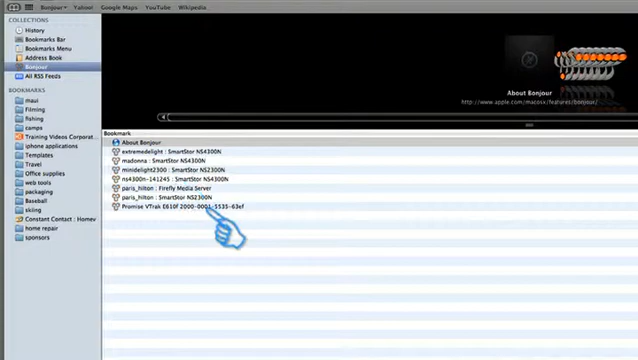 Bonjour▾ Yahoo! Google Maps YouTube Wikipedia
COLLECTIONS
History
Bookmarks Bar
Bookmarks Menu
Address Book
Bonjour
All RSS Feeds
BOOKMARKS
maui
Filming
fishing
camps
Training Videos Corporat..
iphone applications
Templates
Travel
Office supplies
web tools
packaging
Baseball
skiing
Constant Contact : Homev
home repair
sponsors
About Bonjour
http://www.apple.com/macosx/features/bonjour/
Bookmark
About Bonjour
extremedelight : SmartStor NS4300N
madonna : SmartStor NS4300N
minidelight2300 : SmartStor NS2300N
ns4300n-141245 : SmartStor NS4300N
paris_hilton : Firefly Media Server
paris_hilton : SmartStor NS2300N
Promise VTrak E610f 2000-0001-5535-63ef